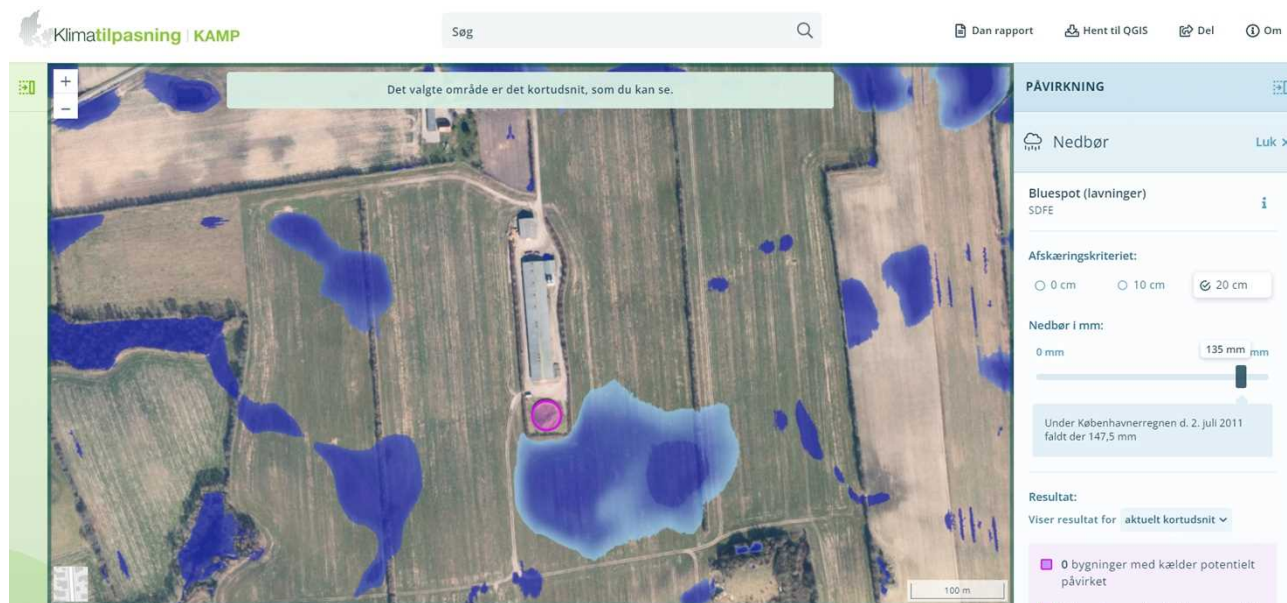 Klimatilpasning | KAMP
Søg
Dan rapport
Hent til QGIS
Del
Om
Det valgte område er det kortudsnit, som du kan se.
+
−
100 m
PÅVIRKNING
Nedbør
Luk ×
Bluespot (lavninger)
SDFE
i
Afskæringskriteriet:
0 cm
10 cm
20 cm
Nedbør i mm:
0 mm
135 mm
mm
Under Københavnerregnen d. 2. juli 2011
faldt der 147,5 mm
Resultat:
Viser resultat for aktuelt kortudsnit
0 bygninger med kælder potentielt
påvirket